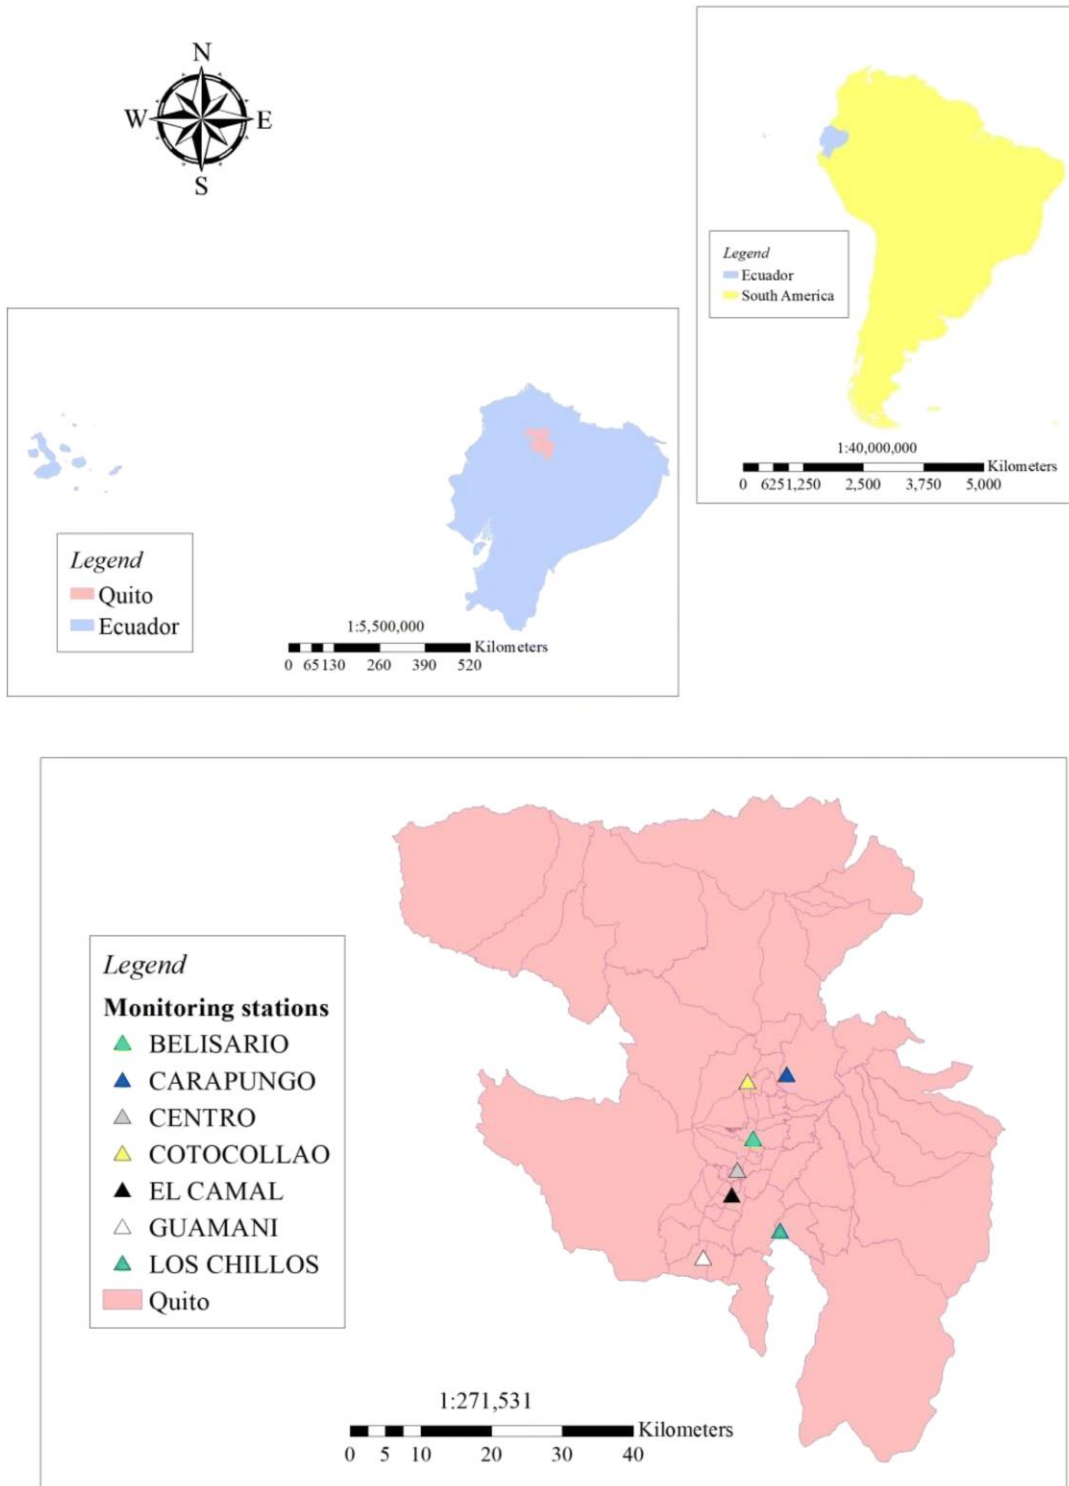 N
W E
S
Legend
Ecuador
South America
1:40,000,000
Kilometers
0 6251,250 2,500 3,750 5,000
Legend
Quito
Ecuador
1:5,500,000
Kilometers
0 65130 260 390 520
Legend
Monitoring stations
BELISARIO
CARAPUNGO
CENTRO
COTOCOLLAO
EL CAMAL
GUAMANI
LOS CHILLOS
Quito
1:271,531
Kilometers
0 5 10 20 30 40